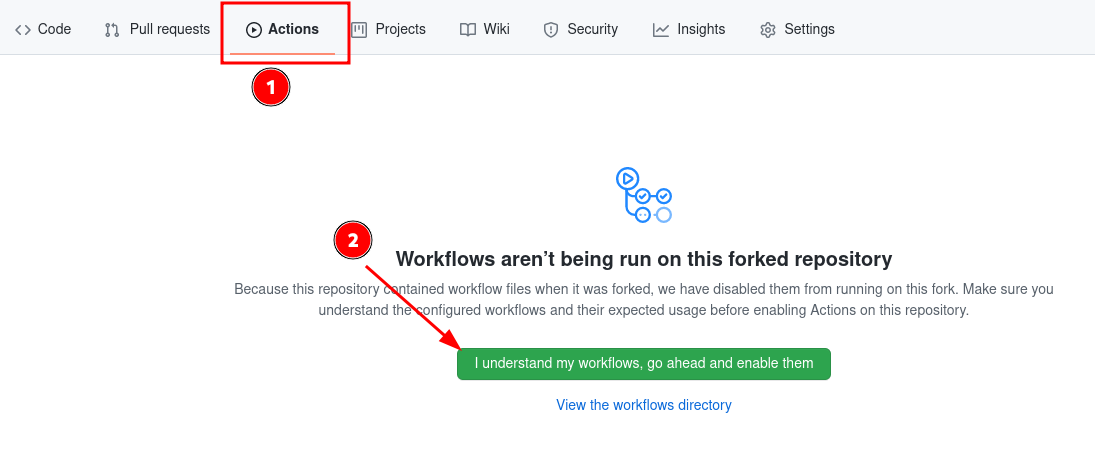 Code Pull requests Actions Projects Wiki Security Insights Settings
1
2
Workflows aren’t being run on this forked repository
Because this repository contained workflow files when it was forked, we have disabled them from running on this fork. Make sure you
understand the configured workflows and their expected usage before enabling Actions on this repository.
I understand my workflows, go ahead and enable them
View the workflows directory